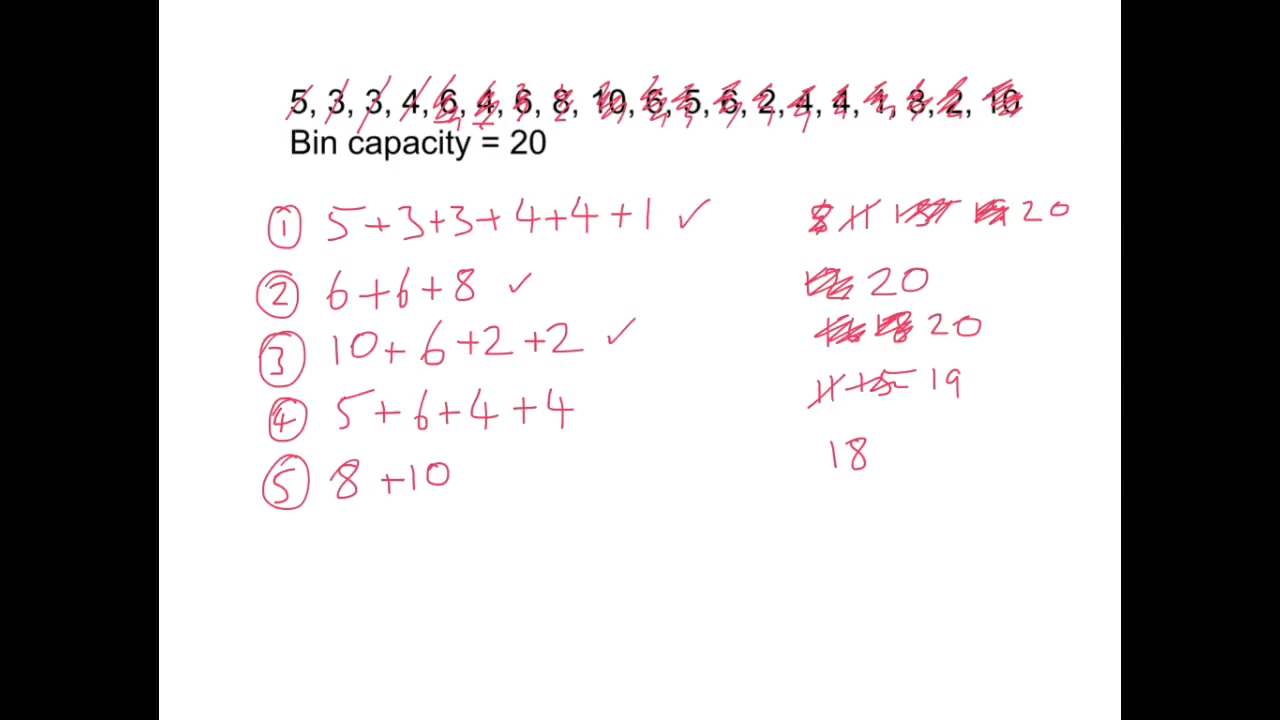 5, 3, 3, 4, 6, 4, 6, 8, 10, 6, 5, 6, 2, 4, 4, 1, 8, 2, 10
Bin capacity = 20
① 5+3+3+4+4+1 ✓ 20
② 6+6+8 ✓ 20
③ 10+6+2+2 ✓ 20
④ 5+6+4+4 19
⑤ 8+10 18